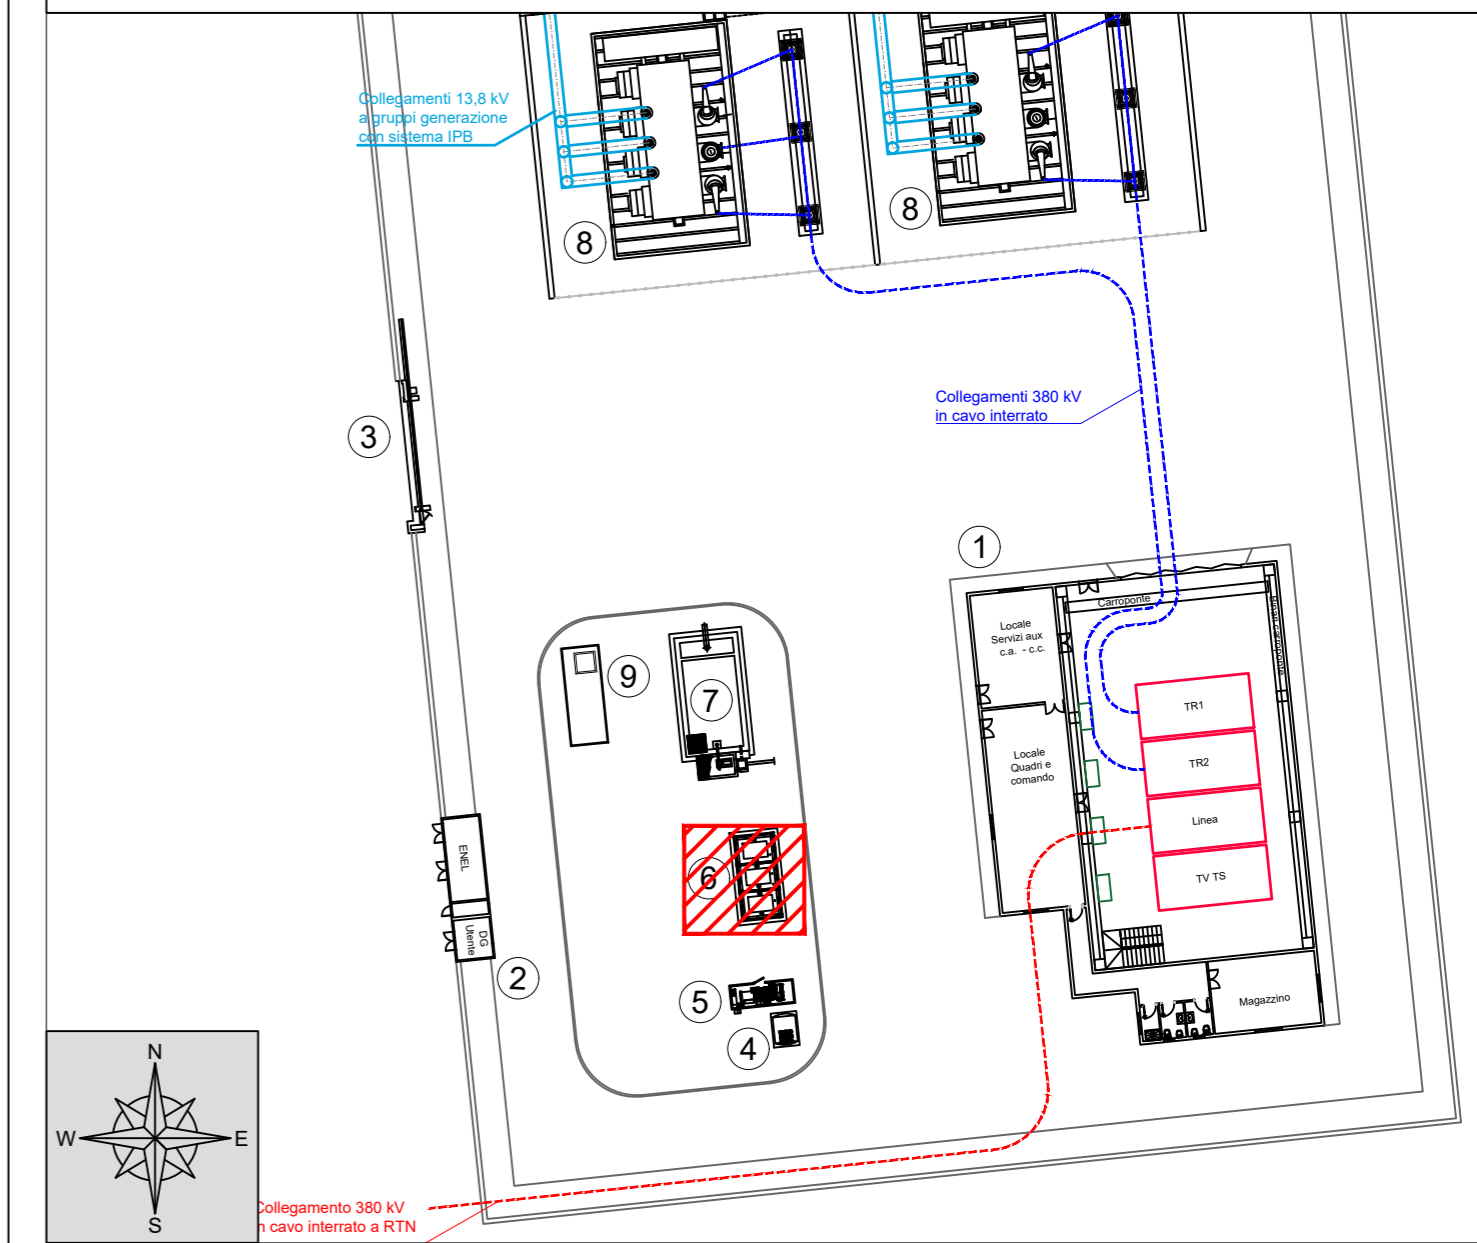 Collegamenti 13,8 kV
a gruppi generazione
con sistema IPB
8
8
3
Collegamenti 380 kV
in cavo interrato
1
Carroponte
Binari carroponte
Locale
Servizi aux
c.a. - c.c.
9
7
TR1
Locale
Quadri e
comando
TR2
Linea
ENEL
6
TV TS
DG
Utente
2
5
Magazzino
4
N
W
E
S
Collegamento 380 kV
in cavo interrato a RTN